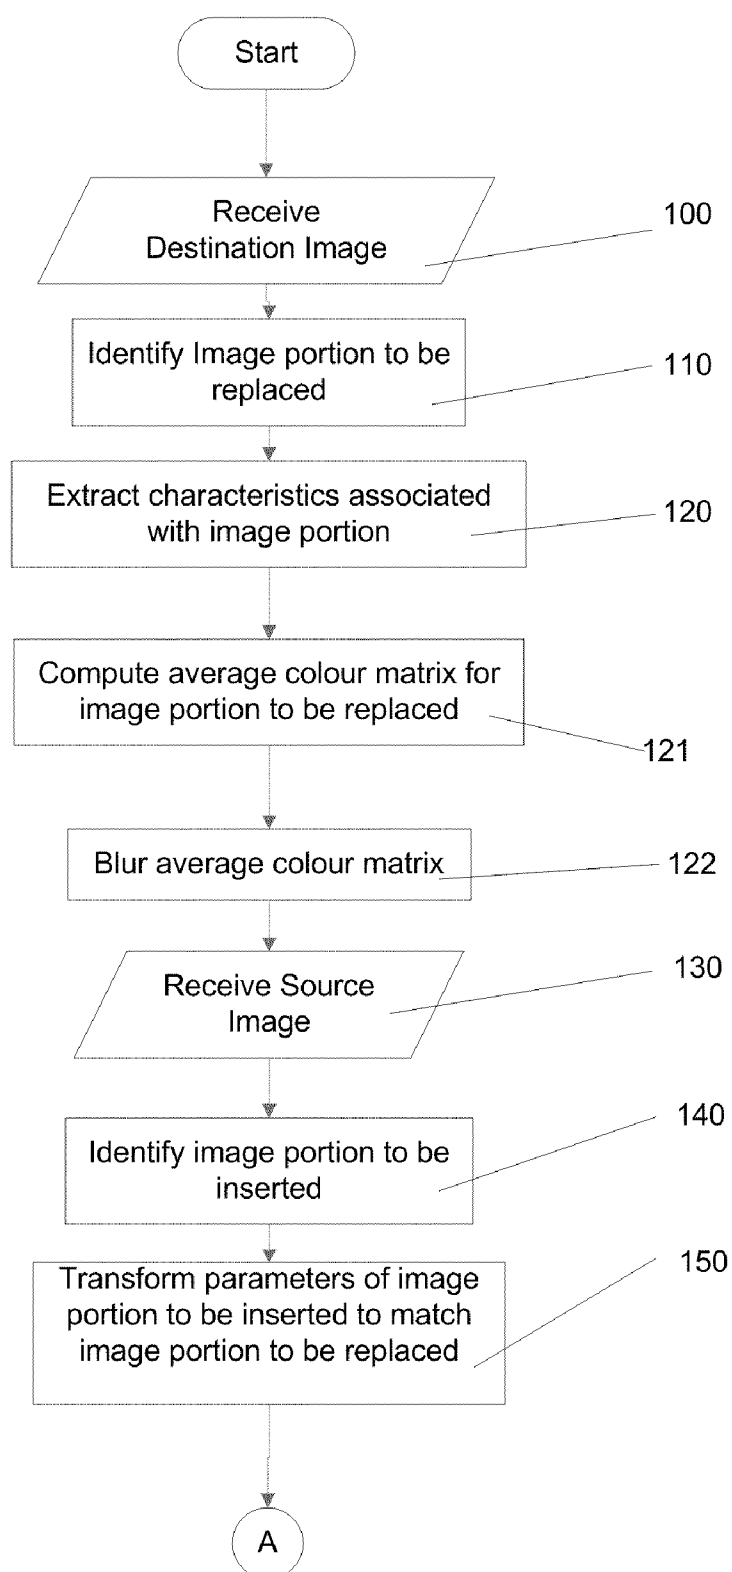 Start
Receive
Destination Image
100
Identify Image portion to be
replaced
110
Extract characteristics associated
with image portion
120
Compute average colour matrix for
image portion to be replaced
121
Blur average colour matrix
122
Receive Source
Image
130
Identify image portion to be
inserted
140
Transform parameters of image
portion to be inserted to match
image portion to be replaced
150
A